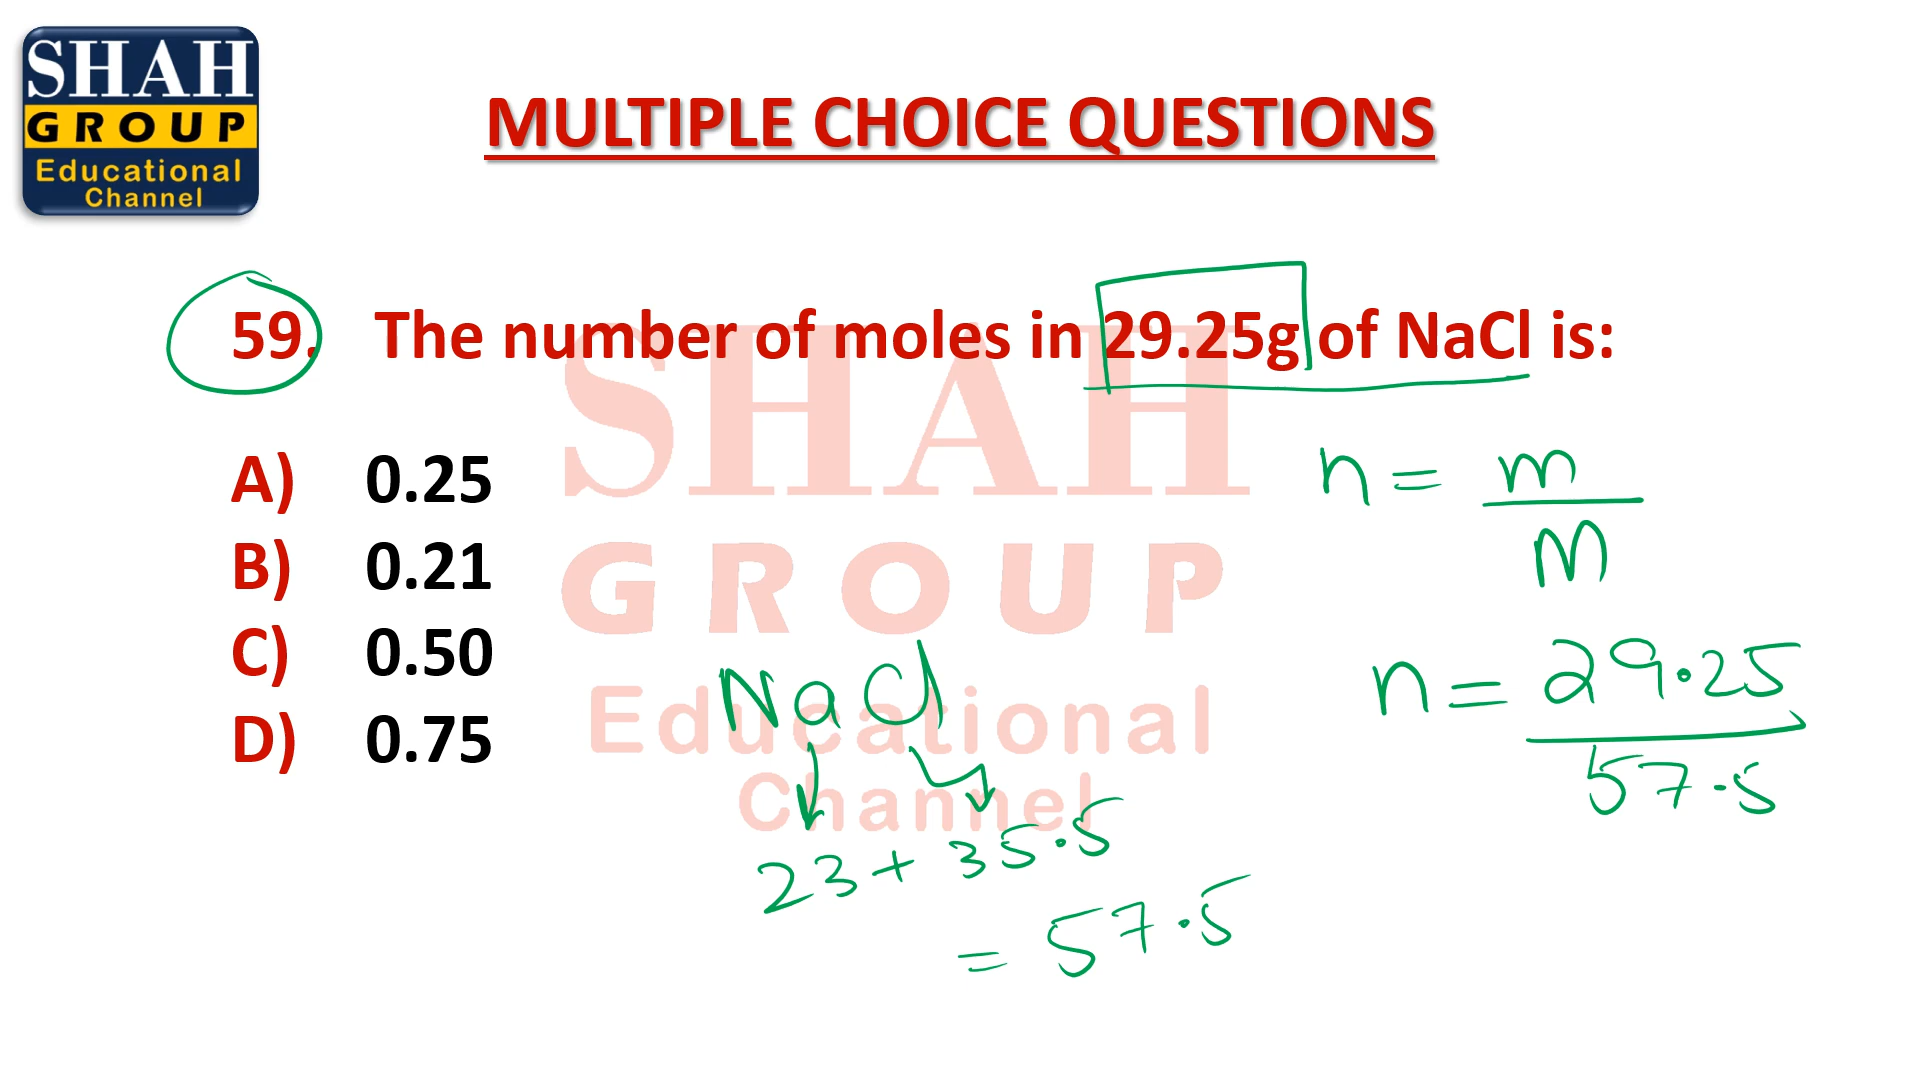 SHAH
GROUP
Educational
Channel
MULTIPLE CHOICE QUESTIONS
59. The number of moles in 29.25g of NaCl is:
A) 0.25
B) 0.21
C) 0.50
D) 0.75
SHAH
GROUP
Educational
Channel
n = m
M
n = 29.25
57.5
NaCl
23 + 35.5
= 57.5